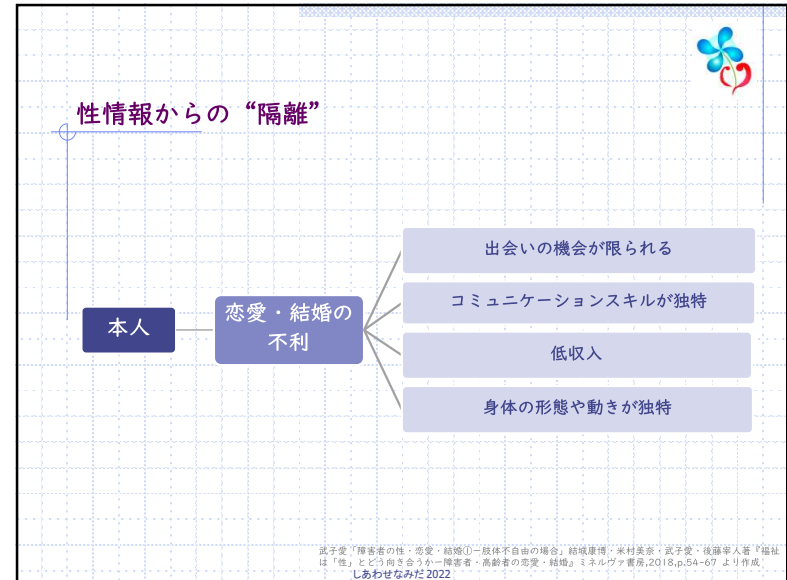 性情報からの“隔離”
出会いの機会が限られる
コミュニケーションスキルが独特
本人
恋愛・結婚の
不利
低収入
身体の形態や動きが独特
武子愛「障害者の性・恋愛・結婚①ー肢体不自由の場合」結城康博・米村美奈・武子愛・後藤宰人著『福祉
は「性」とどう向き合うかー障害者・高齢者の恋愛・結婚』ミネルヴァ書房,2018,p.54-67 より作成
しあわせなみだ 2022